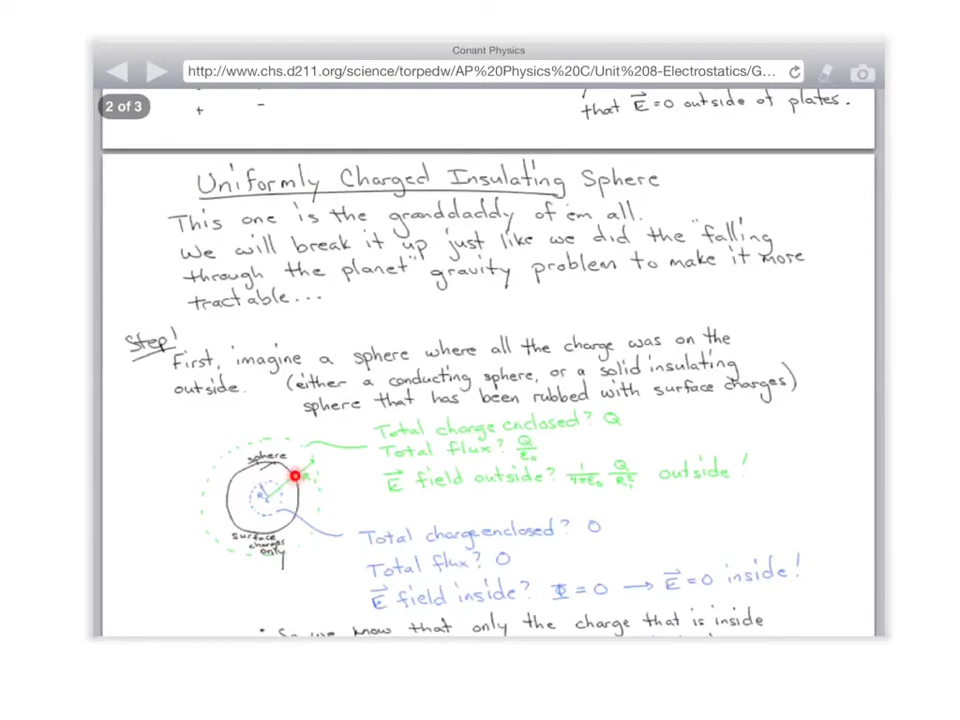 Conant Physics
http://www.chs.d211.org/science/torpedw/AP%20Physics%20C/Unit%208-Electrostatics/G...
2 of 3
+ −
that E⃗ = 0 outside of plates.
Uniformly Charged Insulating Sphere
This one is the granddaddy of em all.
We will break it up just like we did the "falling
through the planet" gravity problem to make it more
tractable...
Step 1
First, imagine a sphere where all the charge was on the
outside. (either a conducting sphere, or a solid insulating
sphere that has been rubbed with surface charges)
Total charge enclosed? Q
Total flux? Q/ε₀
E⃗ field outside? 1/4πε₀ Q/R₁² outside!
sphere
R₁
R₂
surface
charges
only
Total charge enclosed? 0
Total flux? 0
E⃗ field inside? Φ = 0 → E⃗ = 0 inside!
• So we know that only the charge that is inside